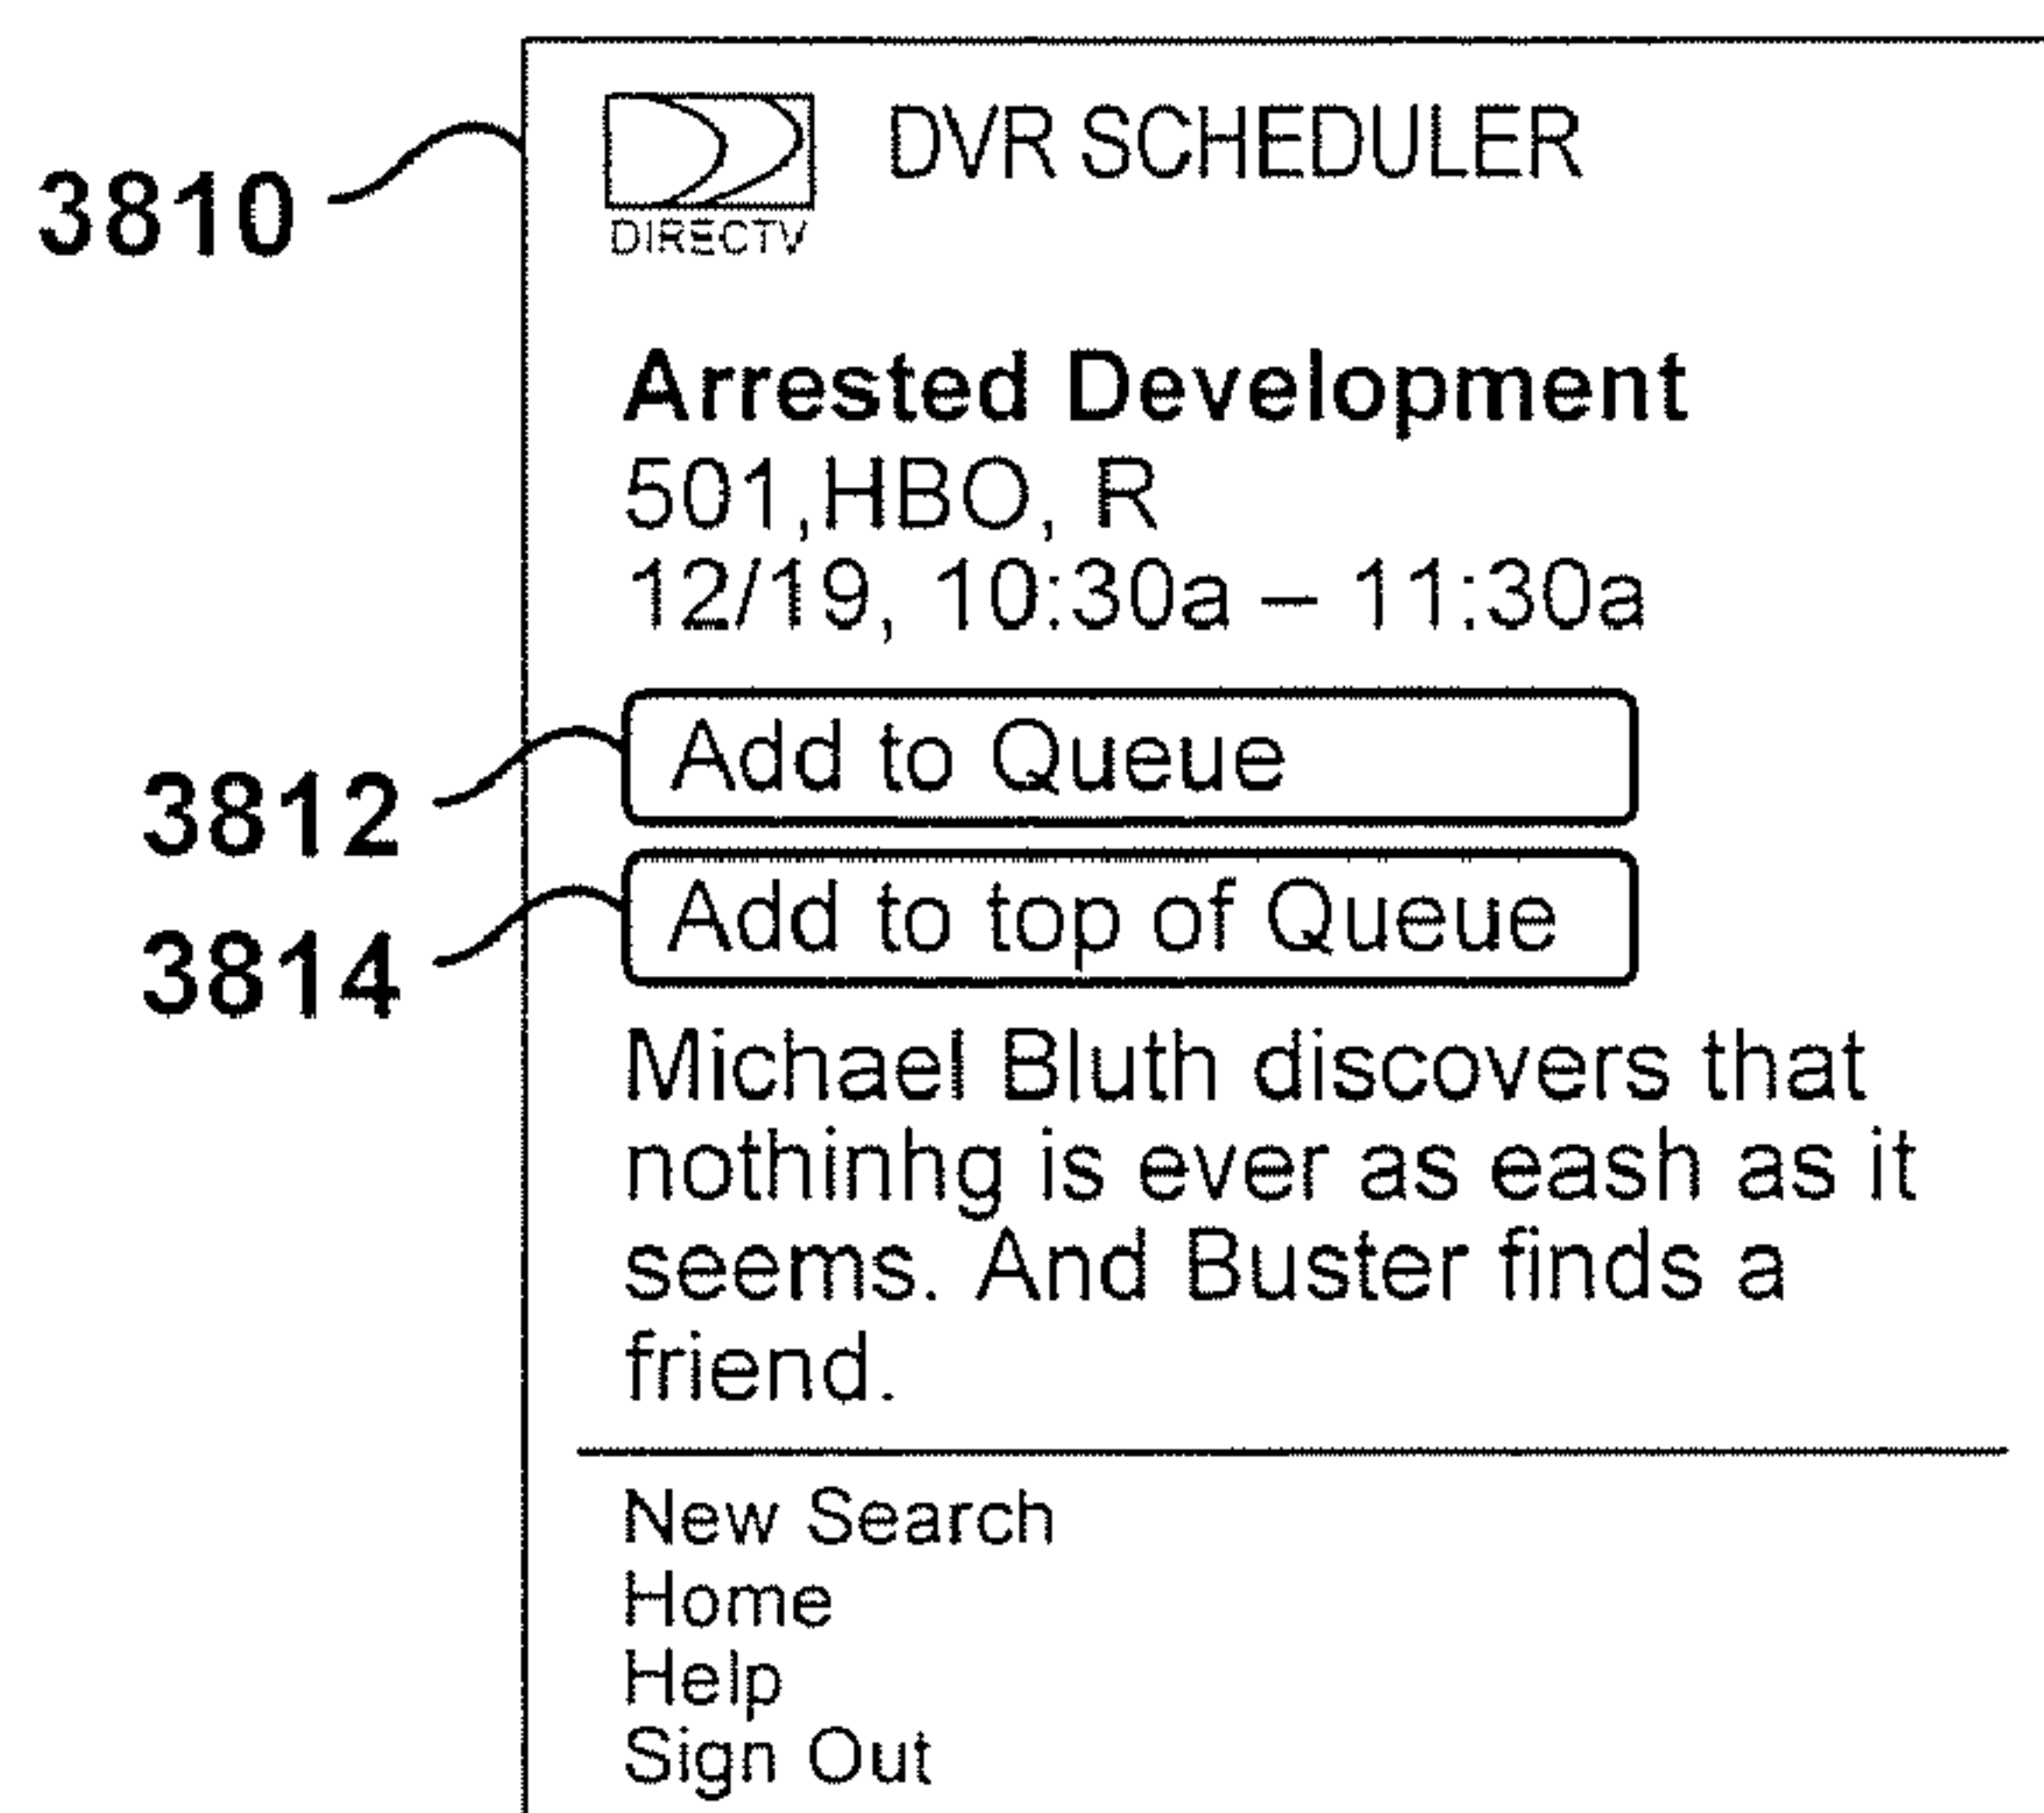 3810
DVR SCHEDULER
DIRECTV
Arrested Development
501,HBO, R
12/19, 10:30a – 11:30a
3812
Add to Queue
3814
Add to top of Queue
Michael Bluth discovers that
nothinhg is ever as eash as it
seems. And Buster finds a
friend.
New Search
Home
Help
Sign Out